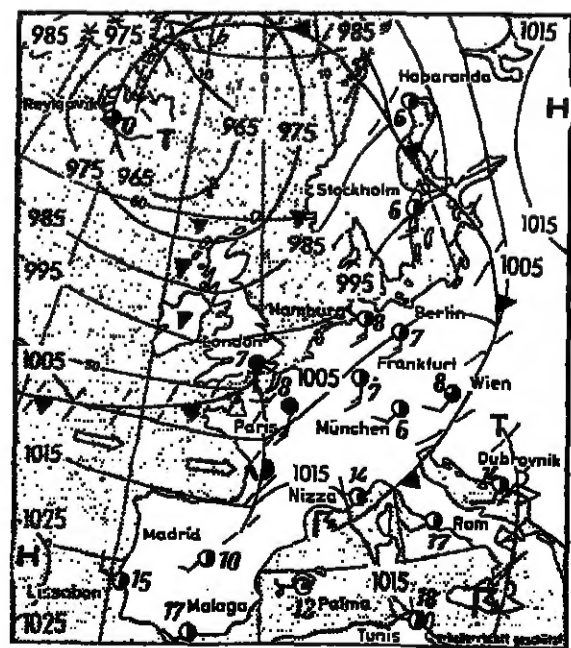 985 975 985 1015
Haparanda
Reykjavik 0 T 965 975 6 H
975 965
Stockholm 1015
985 6
985
995 995 1005
Hamburg 8 Berlin
London 7 7
1005 8 1005 Frankfurt
7 8 Wien
Paris München 6 T
1015 Dubrovnik
1015 14
Nizza
1025 Madrid Rom
H 10 17
15 1015
Lissabon 17 Malaga 12 Palma 18 T
1025 Tunis